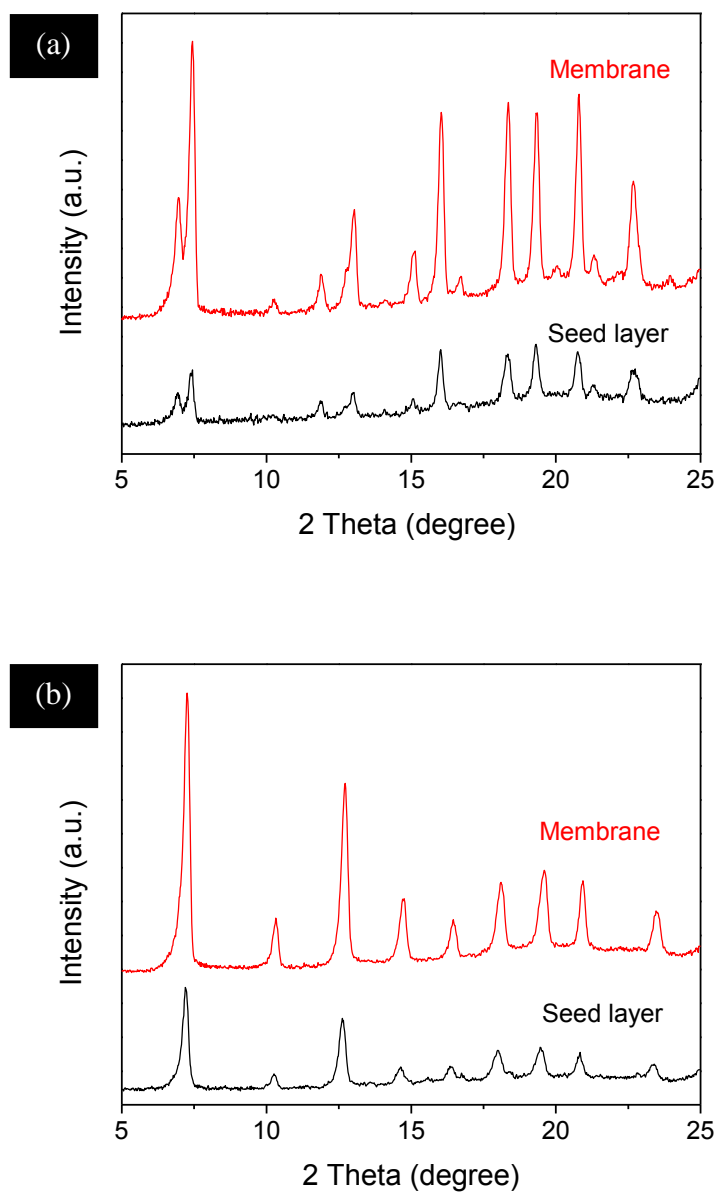 (a)
Membrane
Seed layer
Intensity (a.u.)
5 10 15 20 25
2 Theta (degree)
(b)
Membrane
Seed layer
Intensity (a.u.)
5 10 15 20 25
2 Theta (degree)